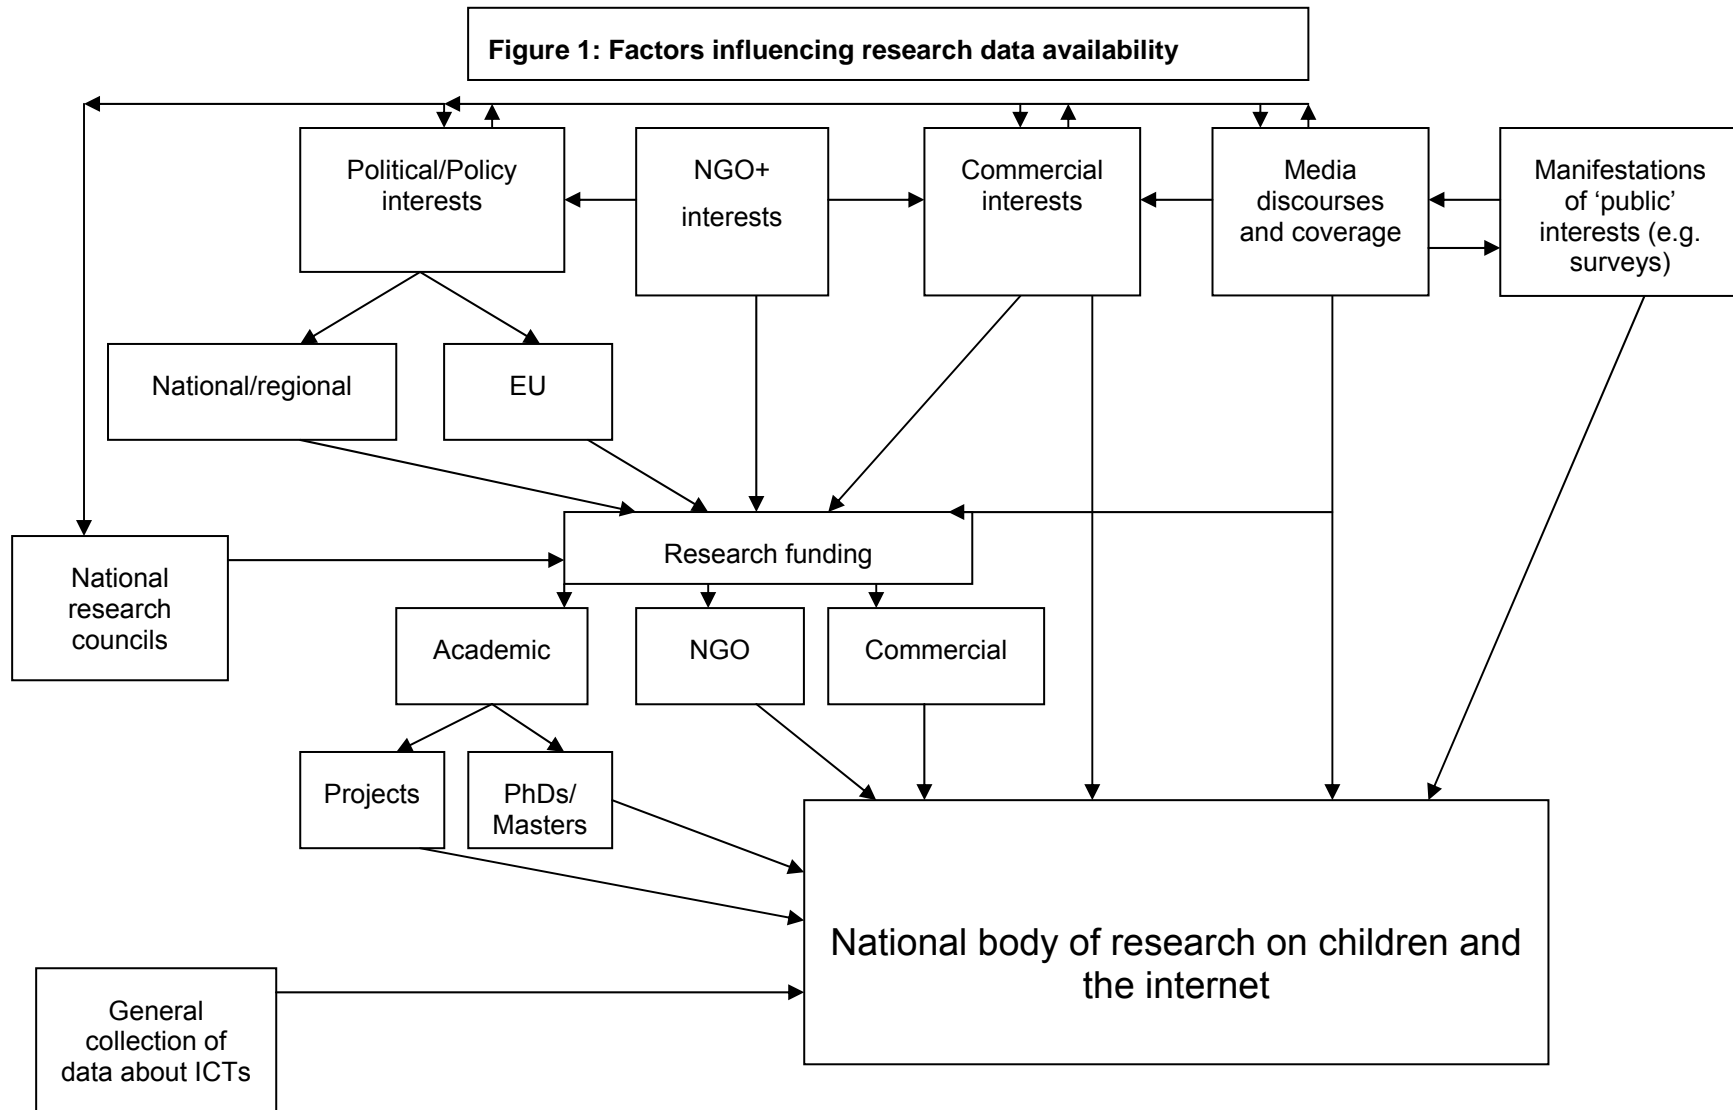 Figure 1: Factors influencing research data availability
Political/Policy
interests
NGO+
interests
Commercial
interests
Media
discourses
and coverage
Manifestations
of ‘public’
interests (e.g.
surveys)
National/regional
EU
Research funding
National
research
councils
Academic
NGO
Commercial
Projects
PhDs/
Masters
National body of research on children and
the internet
General
collection of
data about ICTs